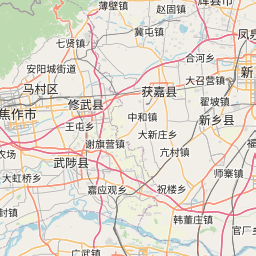 薄壁镇
赵固镇
辉县市
七贤镇
冀屯镇
凤泉
合河乡
安阳城街道
大召营镇
新
马村区
获嘉县
修武县
翟坡镇
焦作市
中和镇
新乡县
王屯乡
大新庄乡
谢旗营镇
亢村镇
农场
武陟县
师寨镇
大虹桥乡
嘉应观乡
祝楼乡
韩董庄镇
官厂乡
广武镇